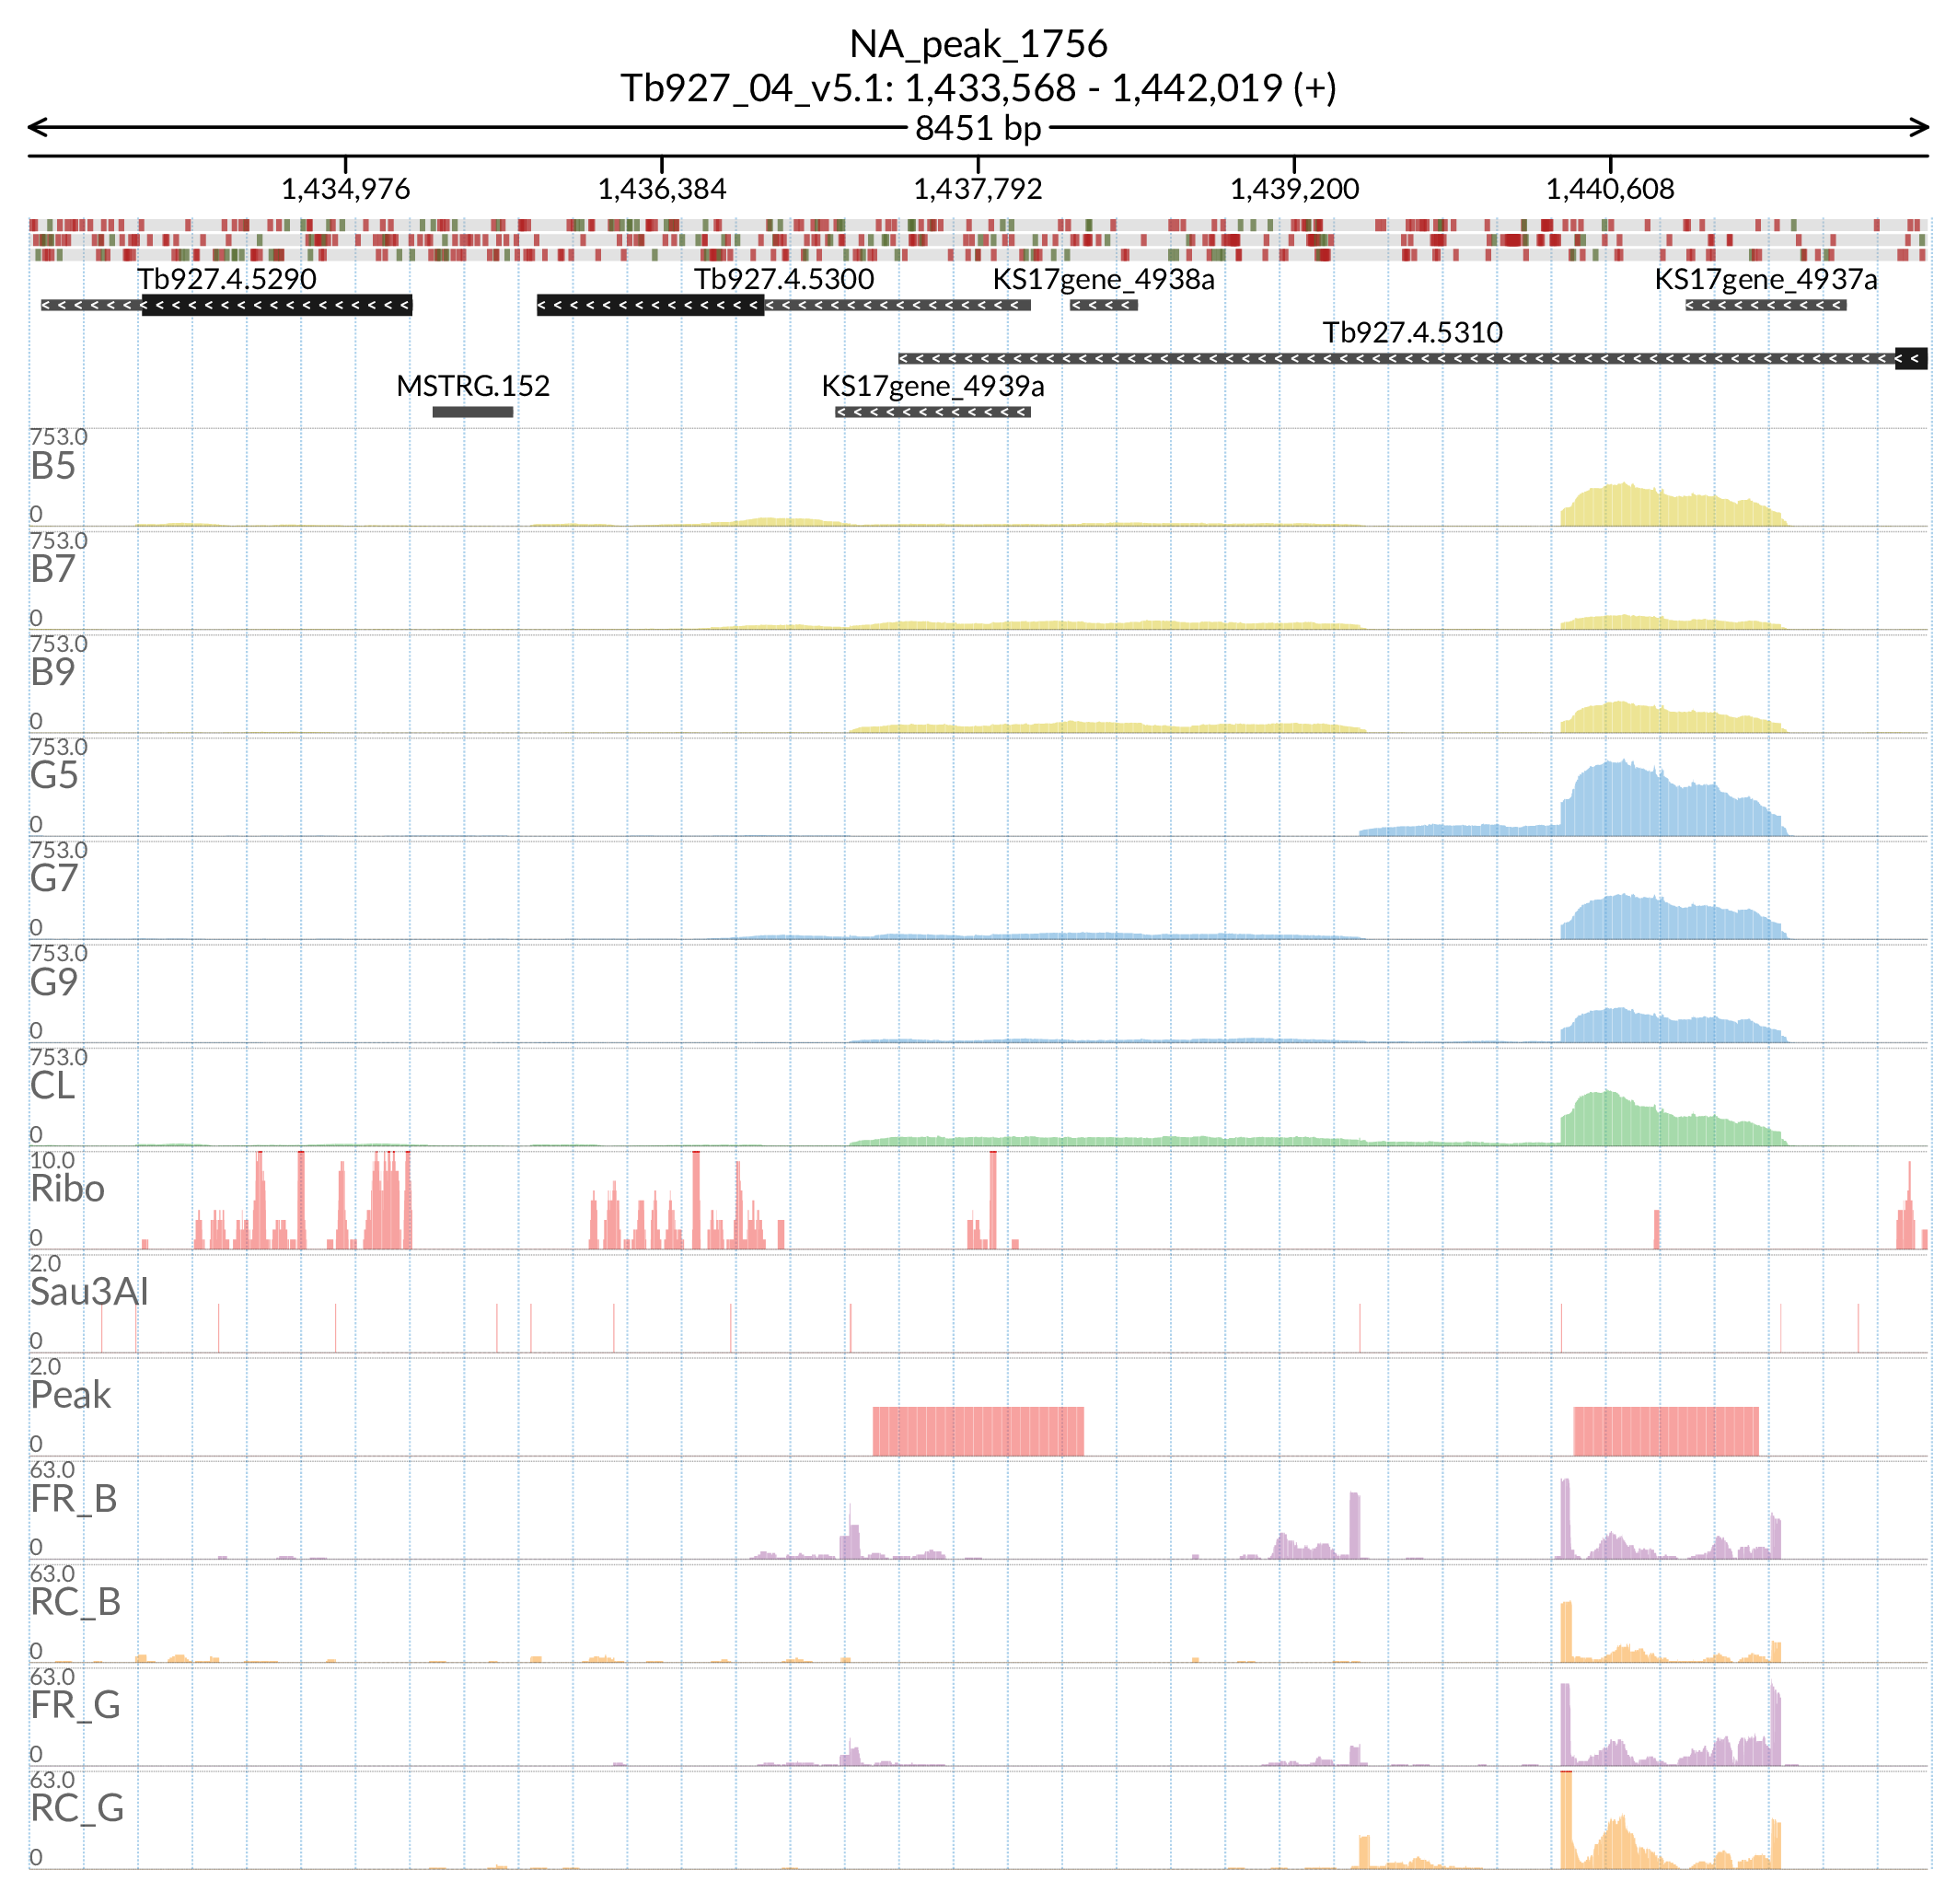 NA_peak_1756
Tb927_04_v5.1: 1,433,568 - 1,442,019 (+)
8451 bp
1,434,976 1,436,384 1,437,792 1,439,200 1,440,608
Tb927.4.5290 Tb927.4.5300 KS17gene_4938a KS17gene_4937a
Tb927.4.5310
MSTRG.152 KS17gene_4939a
753.0
B5
0
753.0
B7
0
753.0
B9
0
753.0
G5
0
753.0
G7
0
753.0
G9
0
753.0
CL
0
10.0
Ribo
0
2.0
Sau3AI
0
2.0
Peak
0
63.0
FR_B
0
63.0
RC_B
0
63.0
FR_G
0
63.0
RC_G
0